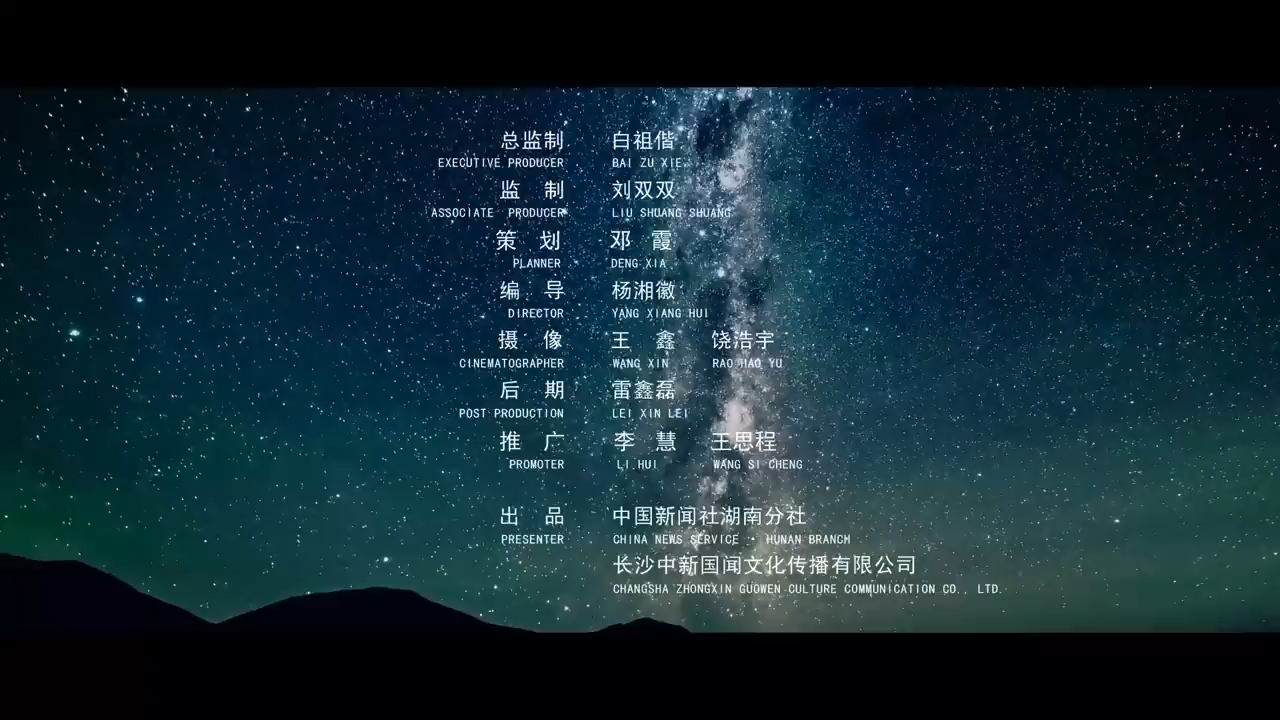 总监制 白祖偕
EXECUTIVE PRODUCER BAI ZU XIE
监 制 刘双双
ASSOCIATE PRODUCER LIU SHUANG SHUANG
策 划 邓 霞
PLANNER DENG XIA
编 导 杨湘徽
DIRECTOR YANG XIANG HUI
摄 像 王 鑫 饶浩宇
CINEMATOGRAPHER WANG XIN RAO HAO YU
后 期 雷鑫磊
POST PRODUCTION LEI XIN LEI
推 广 李 慧 王思程
PROMOTER LI HUI WANG SI CHENG
出 品 中国新闻社湖南分社
PRESENTER CHINA NEWS SERVICE · HUNAN BRANCH
长沙中新国闻文化传播有限公司
CHANGSHA ZHONGXIN GUOWEN CULTURE COMMUNICATION CO., LTD.